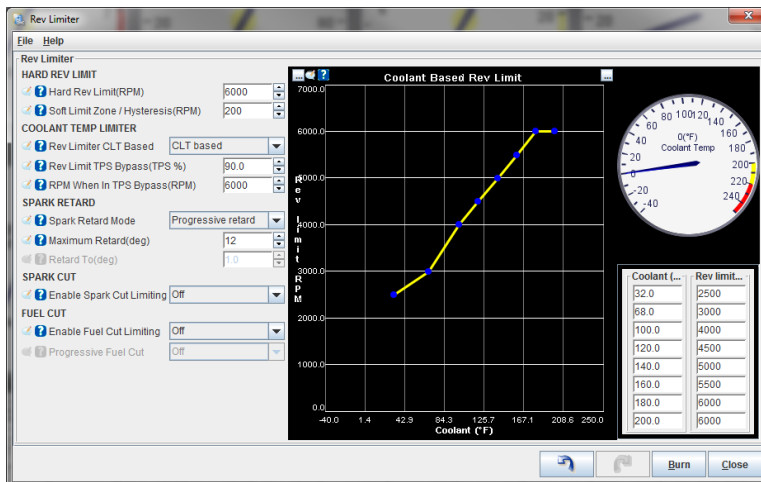 Rev Limiter
File Help
Rev Limiter
HARD REV LIMIT
Hard Rev Limit(RPM) 6000
Soft Limit Zone / Hysteresis(RPM) 200
COOLANT TEMP LIMITER
Rev Limiter CLT Based CLT based
Rev Limit TPS Bypass(TPS %) 90.0
RPM When In TPS Bypass(RPM) 6000
SPARK RETARD
Spark Retard Mode Progressive retard
Maximum Retard(deg) 12
Retard To(deg) 1.0
SPARK CUT
Enable Spark Cut Limiting Off
FUEL CUT
Enable Fuel Cut Limiting Off
Progressive Fuel Cut Off
... ? Coolant Based Rev Limit ...
7000.0
6000.0
5000.0
4000.0
3000.0
2000.0
1000.0
0.0
Rev limit RPM
-40.0 1.4 42.9 84.3 125.7 167.1 208.6 250.0
Coolant (°F)
-40
-20
0
20
40
60
80
100
120
140
160
180
200
220
240
0(°F)
Coolant Temp
Coolant (... Rev limit...
32.0 2500
68.0 3000
100.0 4000
120.0 4500
140.0 5000
160.0 5500
180.0 6000
200.0 6000
Burn Close